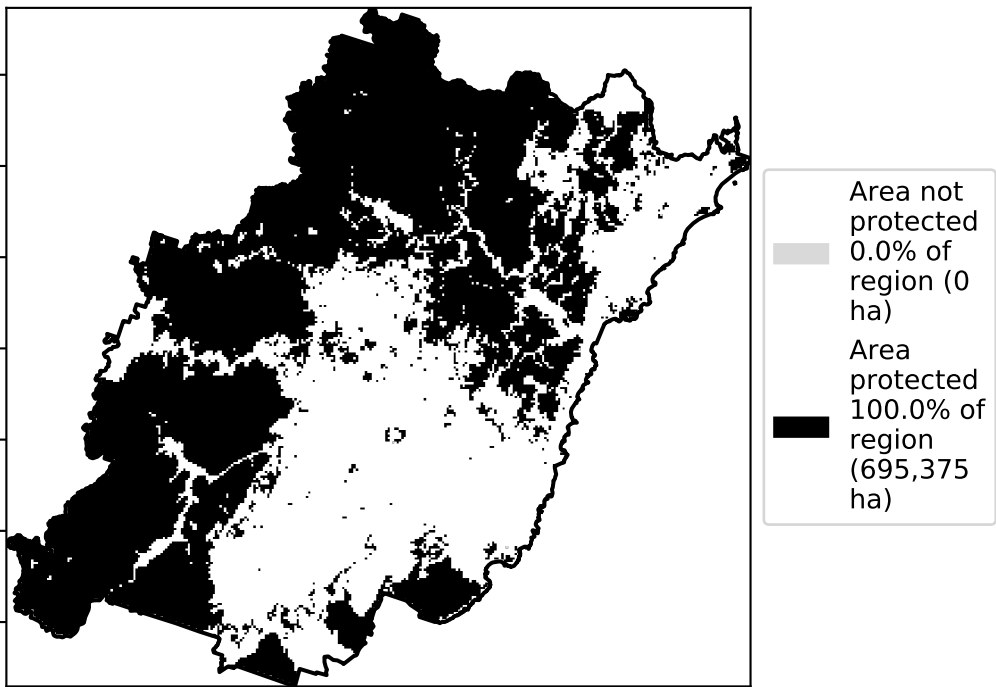 Area not
protected
0.0% of
region (0
ha)
Area
protected
100.0% of
region
(695,375
ha)